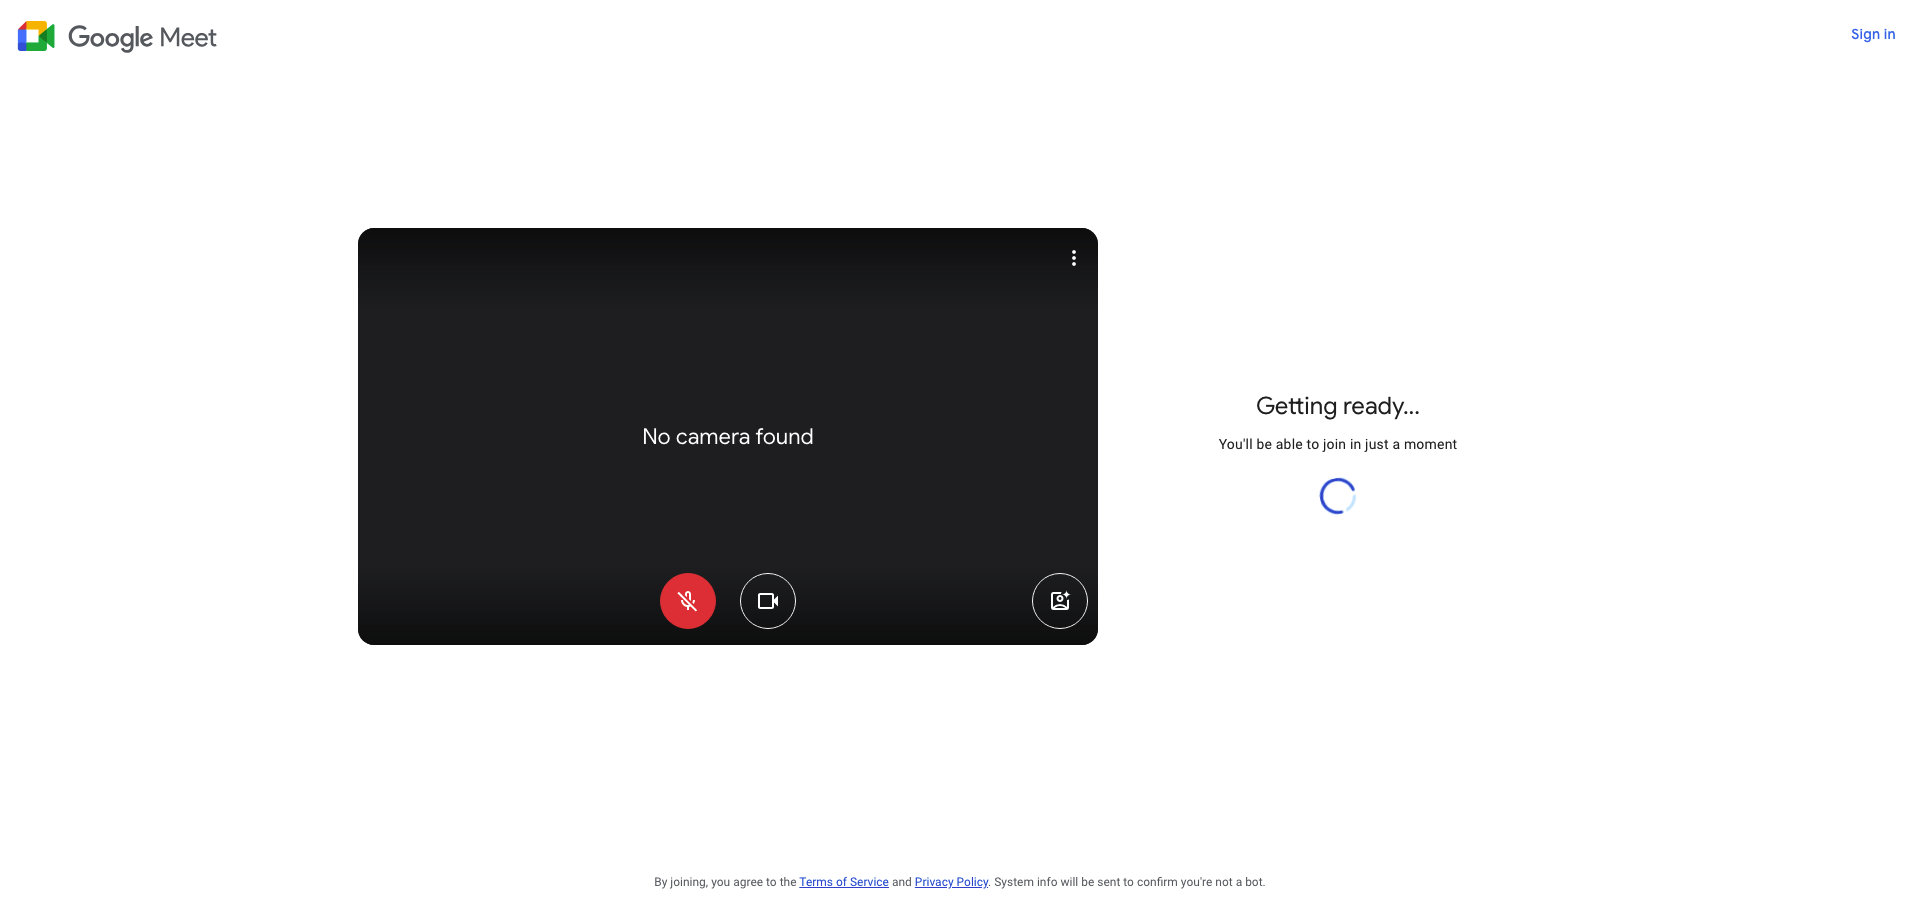 Google Meet
Sign in
No camera found
Getting ready...
You'll be able to join in just a moment
By joining, you agree to the Terms of Service and Privacy Policy. System info will be sent to confirm you're not a bot.